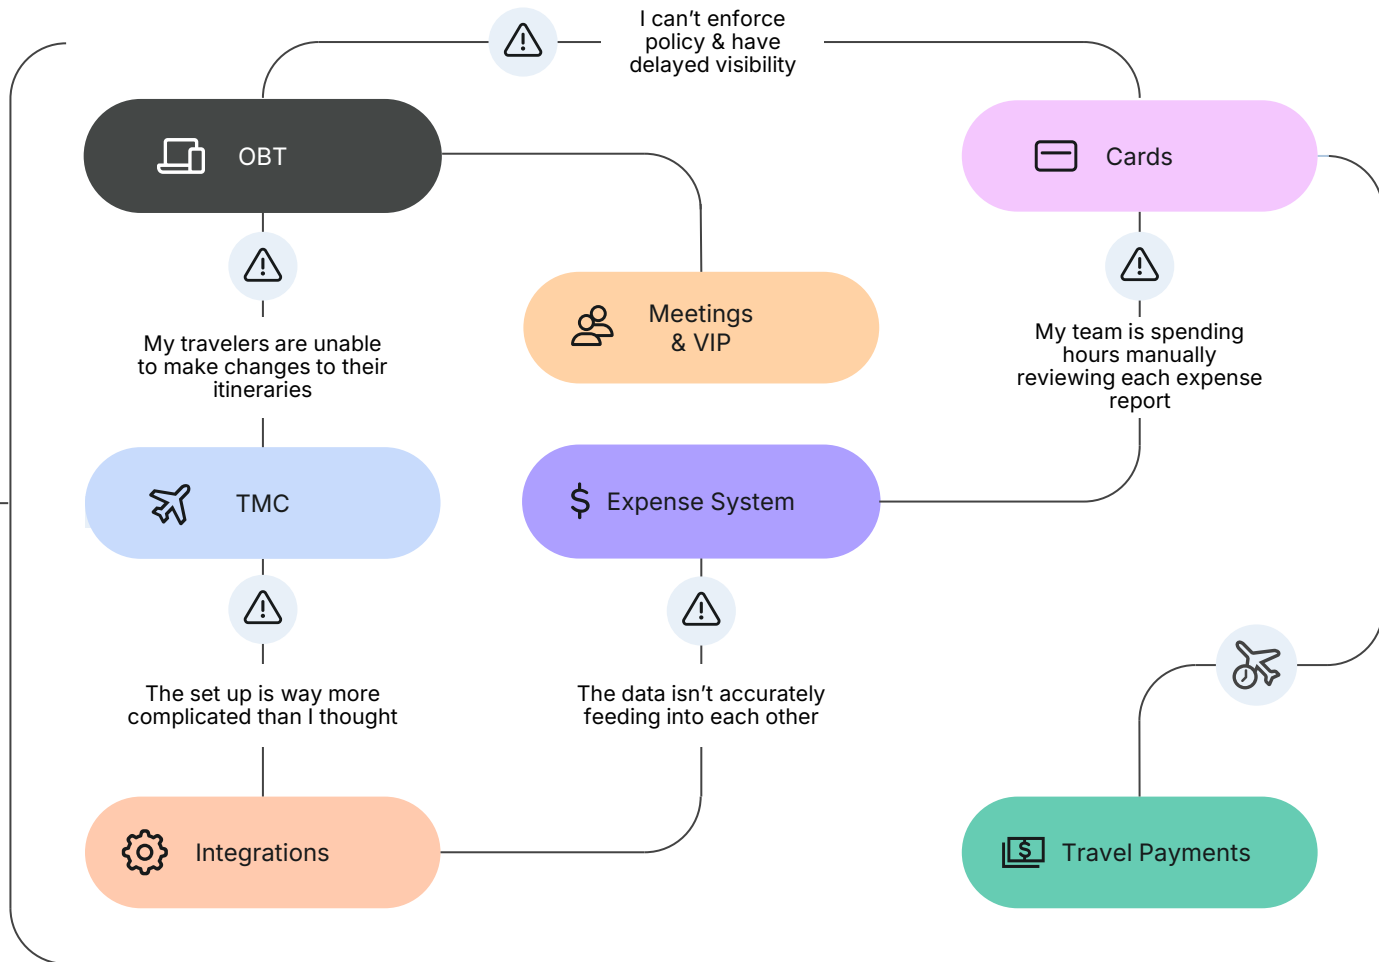 I can’t enforce
policy & have
delayed visibility
OBT
Cards
Meetings
& VIP
My travelers are unable
to make changes to their
itineraries
My team is spending
hours manually
reviewing each expense
report
TMC
$ Expense System
The set up is way more
complicated than I thought
The data isn’t accurately
feeding into each other
Integrations
$
Travel Payments